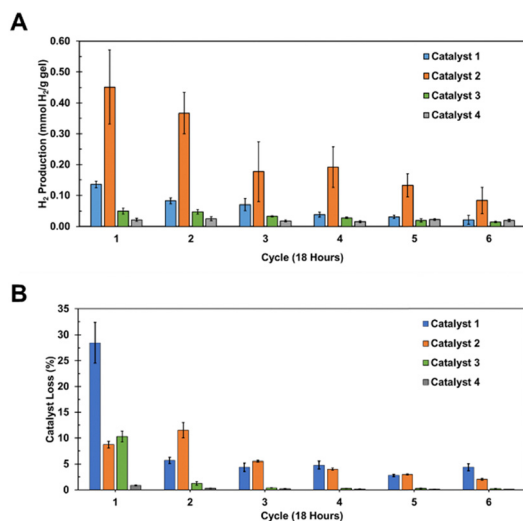 A
H₂ Production (mmol H₂/g gel)
0.60
0.50
0.40
0.30
0.20
0.10
0.00
Catalyst 1
Catalyst 2
Catalyst 3
Catalyst 4
1 2 3 4 5 6
Cycle (18 Hours)
B
Catalyst Loss (%)
35
30
25
20
15
10
5
0
Catalyst 1
Catalyst 2
Catalyst 3
Catalyst 4
1 2 3 4 5 6
Cycle (18 Hours)